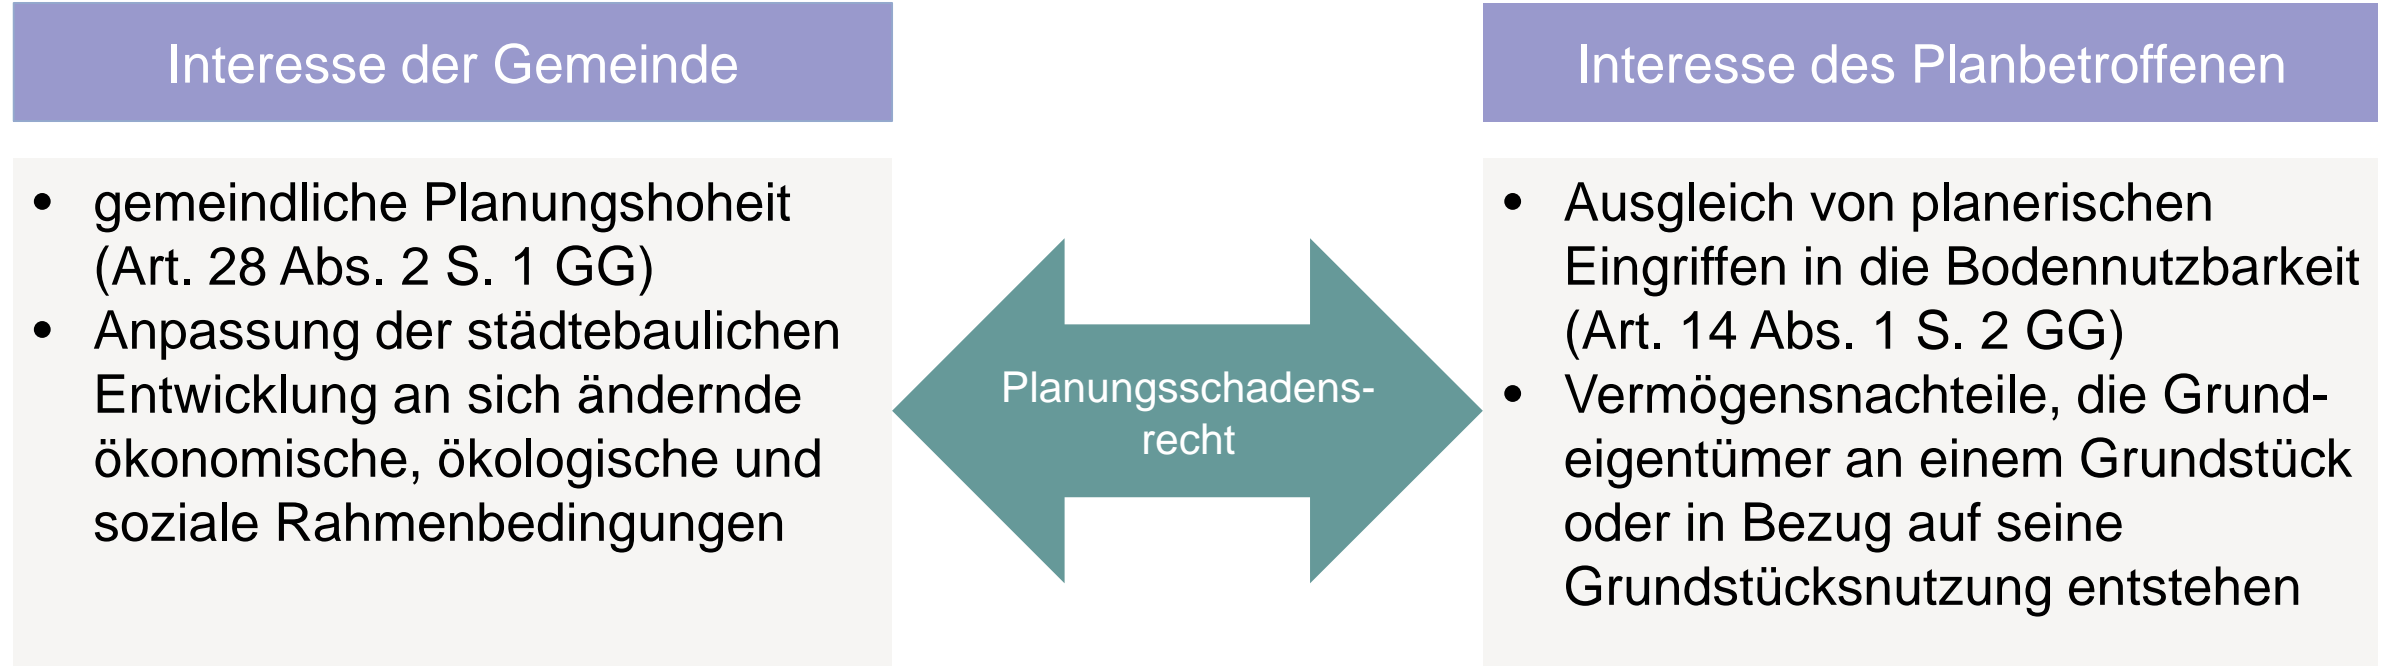 Interesse der Gemeinde
• gemeindliche Planungshoheit
(Art. 28 Abs. 2 S. 1 GG)
• Anpassung der städtebaulichen
Entwicklung an sich ändernde
ökonomische, ökologische und
soziale Rahmenbedingungen
Planungsschadens-
recht
Interesse des Planbetroffenen
• Ausgleich von planerischen
Eingriffen in die Bodennutzbarkeit
(Art. 14 Abs. 1 S. 2 GG)
• Vermögensnachteile, die Grund-
eigentümer an einem Grundstück
oder in Bezug auf seine
Grundstücksnutzung entstehen